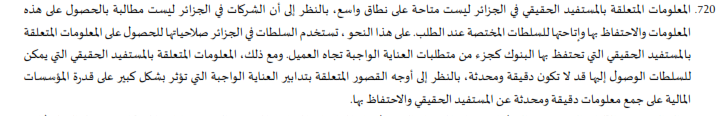 720. المعلومات المتعلقة بالمستفيد الحقيقي في الجزائر ليست متاحة على نطاق واسع، بالنظر إلى أن الشركات في الجزائر ليست مطالبة بالحصول على هذه
المعلومات والاحتفاظ بها وإتاحتها للسلطات المختصة عند الطلب. على هذا النحو ، تستخدم السلطات في الجزائر صلاحياتها للحصول على المعلومات المتعلقة
بالمستفيد الحقيقي التي تحتفظ بها البنوك كجزء من متطلبات العناية الواجبة تجاه العميل. ومع ذلك، المعلومات المتعلقة بالمستفيد الحقيقي التي يمكن
للسلطات الوصول إليها قد لا تكون دقيقة ومحدثة، بالنظر إلى أوجه القصور المتعلقة بتدابير العناية الواجبة التي تؤثر بشكل كبير على قدرة المؤسسات
المالية على جمع معلومات دقيقة ومحدثة عن المستفيد الحقيقي والاحتفاظ بها.